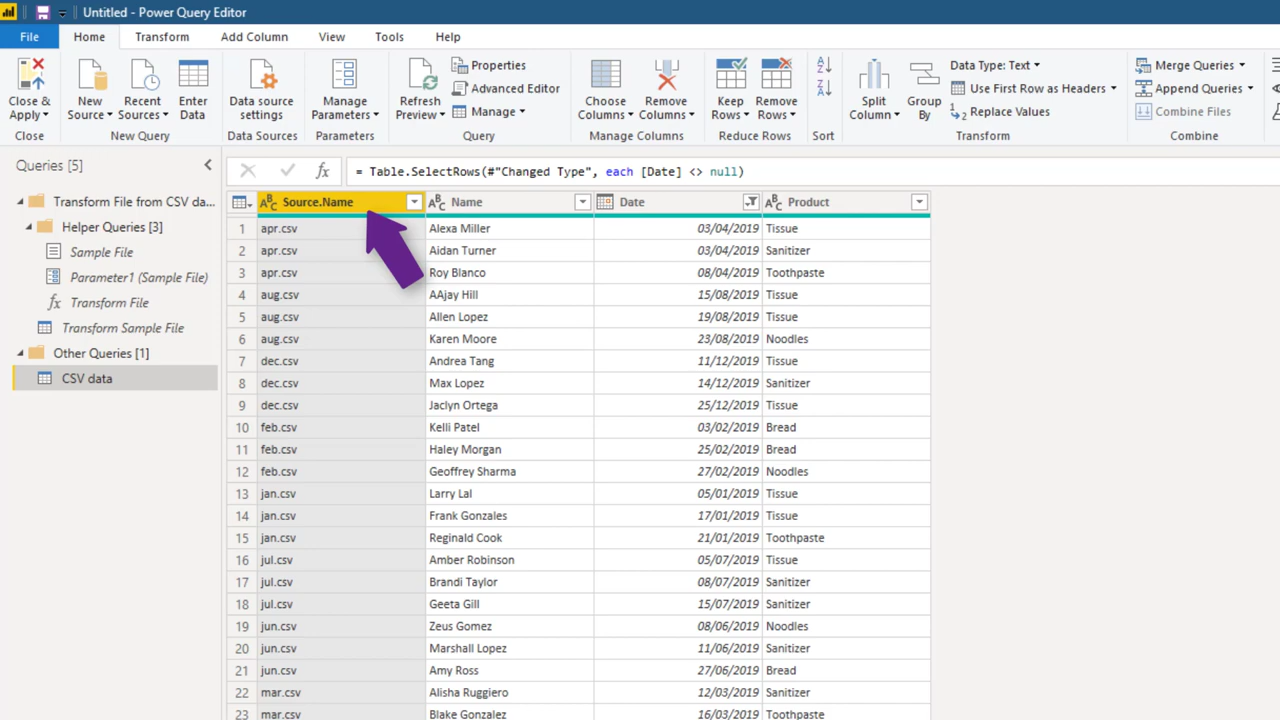 Untitled - Power Query Editor
File Home Transform Add Column View Tools Help
Close & Apply
New Source
Recent Sources
Enter Data
Data source settings
Manage Parameters
Refresh Preview
Properties
Advanced Editor
Manage
Choose Columns
Remove Columns
Keep Rows
Remove Rows
Split Column
Group By
Data Type: Text
Use First Row as Headers
Replace Values
Merge Queries
Append Queries
Combine Files
Close New Query Data Sources Parameters Query Manage Columns Reduce Rows Sort Transform Combine
Queries [5]
Transform File from CSV da...
Helper Queries [3]
Sample File
Parameter1 (Sample File)
fx Transform File
Transform Sample File
Other Queries [1]
CSV data
fx = Table.SelectRows(#"Changed Type", each [Date] <> null)
Source.Name Name Date Product
1 apr.csv Alexa Miller 03/04/2019 Tissue
2 apr.csv Aidan Turner 03/04/2019 Sanitizer
3 apr.csv Roy Blanco 08/04/2019 Toothpaste
4 aug.csv AAjay Hill 15/08/2019 Tissue
5 aug.csv Allen Lopez 19/08/2019 Tissue
6 aug.csv Karen Moore 23/08/2019 Noodles
7 dec.csv Andrea Tang 11/12/2019 Tissue
8 dec.csv Max Lopez 14/12/2019 Sanitizer
9 dec.csv Jaclyn Ortega 25/12/2019 Tissue
10 feb.csv Kelli Patel 03/02/2019 Bread
11 feb.csv Haley Morgan 25/02/2019 Bread
12 feb.csv Geoffrey Sharma 27/02/2019 Noodles
13 jan.csv Larry Lal 05/01/2019 Tissue
14 jan.csv Frank Gonzales 17/01/2019 Tissue
15 jan.csv Reginald Cook 21/01/2019 Toothpaste
16 jul.csv Amber Robinson 05/07/2019 Tissue
17 jul.csv Brandi Taylor 08/07/2019 Sanitizer
18 jul.csv Geeta Gill 15/07/2019 Sanitizer
19 jun.csv Zeus Gomez 08/06/2019 Noodles
20 jun.csv Marshall Lopez 11/06/2019 Sanitizer
21 jun.csv Amy Ross 27/06/2019 Bread
22 mar.csv Alisha Ruggiero 12/03/2019 Sanitizer
23 mar.csv Blake Gonzalez 16/03/2019 Toothpaste